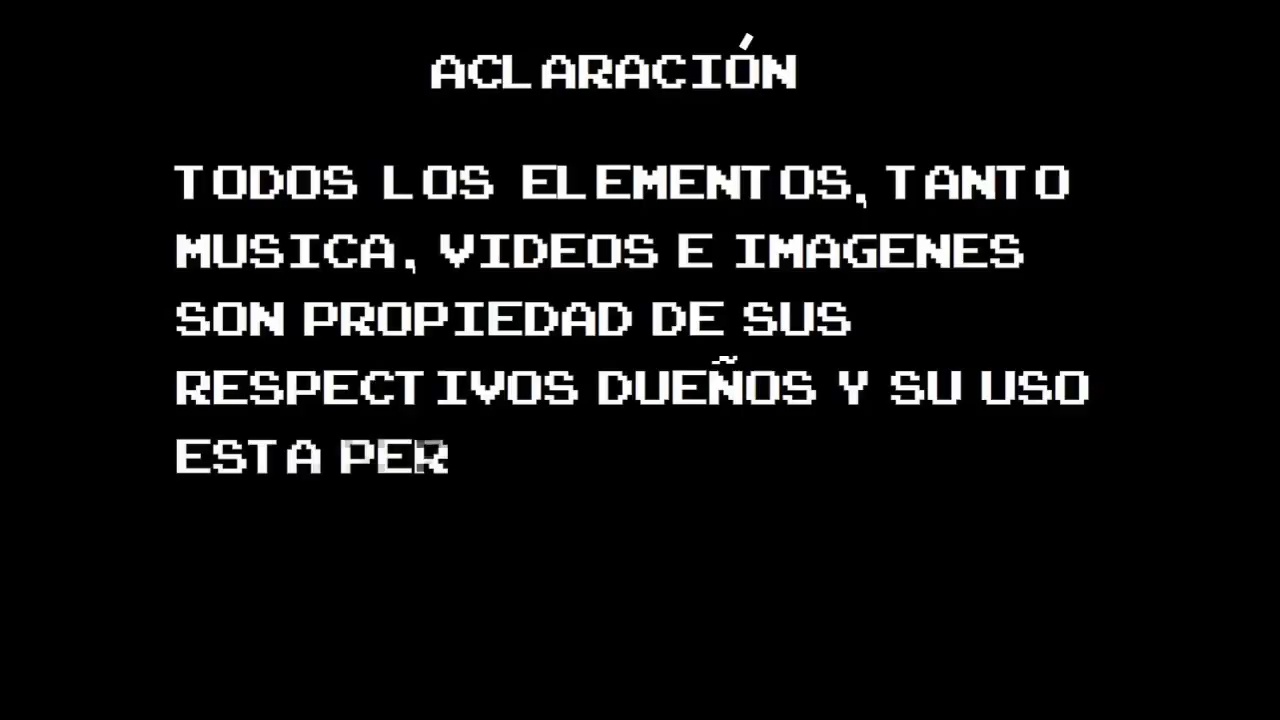 ACLARACIÓN
TODOS LOS ELEMENTOS, TANTO
MUSICA, VIDEOS E IMAGENES
SON PROPIEDAD DE SUS
RESPECTIVOS DUEÑOS Y SU USO
ESTA PER